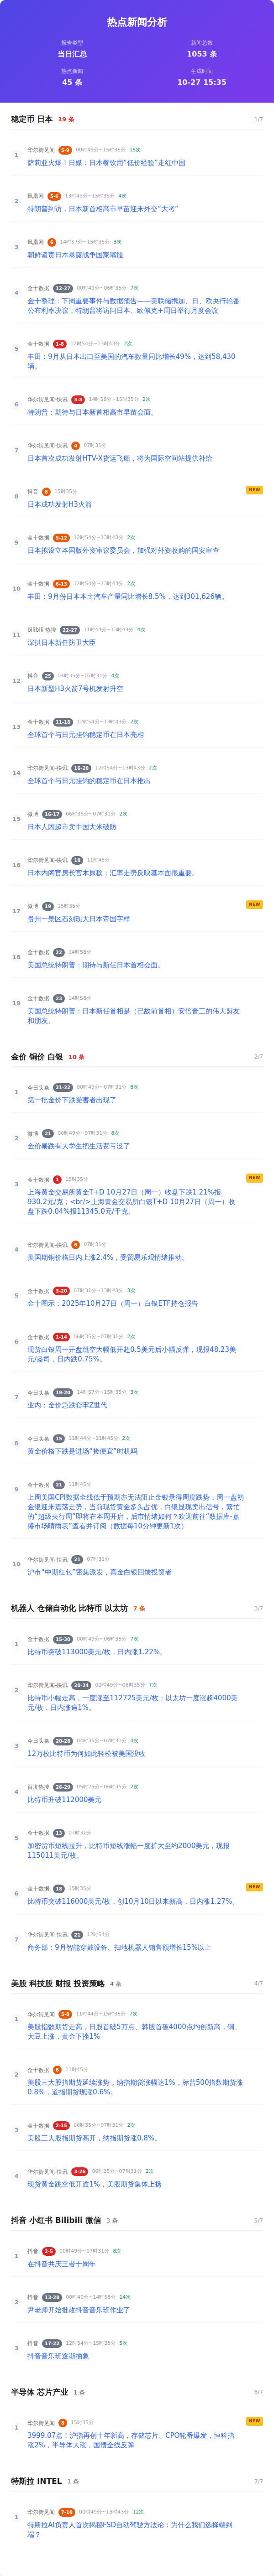 热点新闻分析
报告类型
新闻总数
当日汇总
1053 条
热点新闻
生成时间
45 条
10-27 15:35
稳定币 日本 19 条 1/7
1 华尔街见闻 5-9 00时49分~15时35分 15次
萨莉亚火爆！日媒：日本餐饮用“低价经验”走红中国
2 凤凰网 5-6 13时43分~15时35分 4次
特朗普到访，日本新首相高市早苗迎来外交“大考”
3 凤凰网 6 14时57分~15时35分 3次
朝鲜谴责日本暴露战争国家嘴脸
4 金十数据 12-27 00时49分~06时35分 7次
金十整理：下周重要事件与数据预告——美联储携加、日、欧央行轮番
公布利率决议；特朗普将访问日本、欧佩克+周日举行月度会议
5 金十数据 1-8 12时54分~13时43分 2次
丰田：9月从日本出口至美国的汽车数量同比增长49%，达到58,430
辆。
6 华尔街见闻-快讯 3-8 14时58分~15时35分 2次
特朗普：期待与日本新首相高市早苗会面。
7 华尔街见闻-快讯 4 07时31分
日本首次成功发射HTV-X货运飞船，将为国际空间站提供补给
8 抖音 8 15时35分 NEW
日本成功发射H3火箭
9 金十数据 5-12 12时54分~13时43分 2次
日本拟设立本国版外资审议委员会，加强对外资收购的国安审查
10 金十数据 6-13 12时54分~13时43分 2次
丰田：9月份日本本土汽车产量同比增长8.5%，达到301,626辆。
11 bilibili 热搜 22-27 11时44分~13时43分 4次
深扒日本新任防卫大臣
12 抖音 25 04时35分~07时31分 4次
日本新型H3火箭7号机发射升空
13 金十数据 11-18 12时54分~13时43分 2次
全球首个与日元挂钩稳定币在日本亮相
14 华尔街见闻-快讯 16-28 12时54分~13时43分 2次
全球首个与日元挂钩的稳定币在日本推出
15 微博 16-17 06时35分~07时31分 2次
日本人因超市卖中国大米破防
16 华尔街见闻-快讯 18 11时45分
日本内阁官房长官木原稔：汇率走势反映基本面很重要。
17 微博 19 15时35分 NEW
贵州一景区石刻现大日本帝国字样
18 金十数据 22 14时58分
美国总统特朗普：期待与新任日本首相会面。
19 金十数据 23 14时58分
美国总统特朗普：日本新任首相是（已故前首相）安倍晋三的伟大盟友
和朋友。
金价 铜价 白银 10 条 2/7
1 今日头条 21-22 00时49分~07时31分 8次
第一批金价下跌受害者出现了
2 微博 21 00时49分~07时31分 8次
金价暴跌有大学生把生活费亏没了
3 金十数据 1 15时35分 NEW
上海黄金交易所黄金T+D 10月27日（周一）收盘下跌1.21%报
930.2元/克；<br/>上海黄金交易所白银T+D 10月27日（周一）收
盘下跌0.04%报11345.0元/千克。
4 华尔街见闻-快讯 6 07时31分
美国期铜价格日内上涨2.4%，受贸易乐观情绪推动。
5 金十数据 3-20 07时31分~13时43分 3次
金十图示：2025年10月27日（周一）白银ETF持仓报告
6 金十数据 1-14 06时35分~07时31分 2次
现货白银周一开盘跳空大幅低开超0.5美元后小幅反弹，现报48.23美
元/盎司，日内跌0.75%。
7 今日头条 19-20 14时57分~15时35分 3次
业内：金价急跌套牢Z世代
8 今日头条 15 11时44分~11时45分 2次
黄金价格下跌是进场“捡便宜”时机吗
9 金十数据 21 11时45分
上周美国CPI数据全线低于预期亦无法阻止金银录得周度跌势，周一盘初
金银迎来震荡走势，当前现货黄金多头占优，白银显现卖出信号，繁忙
的“超级央行周”即将在本周开启，后市情绪如何？欢迎前往“数据库-嘉
盛市场晴雨表”查看并订阅（数据每10分钟更新1次）
10 华尔街见闻-快讯 21 07时31分
沪市“中期红包”密集派发，真金白银回馈投资者
机器人 仓储自动化 比特币 以太坊 7 条 3/7
1 金十数据 15-30 00时49分~06时35分 7次
比特币突破113000美元/枚，日内涨1.22%。
2 华尔街见闻-快讯 20-24 00时49分~06时35分 7次
比特币小幅走高，一度涨至112725美元/枚；以太坊一度涨超4000美
元/枚，日内涨逾1%。
3 今日头条 20-28 04时35分~07时31分 4次
12万枚比特币为何如此轻松被美国没收
4 百度热搜 26-29 05时29分~06时35分 2次
比特币升破112000美元
5 金十数据 13 07时31分
加密货币短线拉升，比特币短线涨幅一度扩大至约2000美元，现报
115011美元/枚。
6 金十数据 18 15时35分 NEW
比特币突破116000美元/枚，创10月10日以来新高，日内涨1.27%。
7 华尔街见闻-快讯 21 12时54分
商务部：9月智能穿戴设备、扫地机器人销售额增长15%以上
美股 科技股 财报 投资策略 4 条 4/7
1 华尔街见闻 5-8 11时44分~15时35分 7次
美股指数期货走高，日股首破5万点、韩股首破4000点均创新高，铜、
大豆上涨，黄金下挫1%
2 金十数据 6 11时45分
美国三大股指期货延续涨势，纳指期货涨幅达1%，标普500指数期货涨
0.8%，道指期货现涨0.6%。
3 金十数据 2-15 06时35分~07时31分 2次
美股三大股指期货高开，纳指期货涨0.8%。
4 华尔街见闻-快讯 3-26 06时35分~07时31分 2次
现货黄金跳空低开逾1%，美股期货集体上扬
抖音 小红书 Bilibili 微信 3 条 5/7
1 抖音 2-5 00时49分~07时31分 8次
在抖音共庆王者十周年
2 抖音 13-28 00时49分~14时58分 14次
尹老师开始批改抖音音乐班作业了
3 抖音 17-22 12时54分~15时35分 5次
抖音音乐班逐渐抽象
半导体 芯片产业 1 条 6/7
1 华尔街见闻 8 15时35分 NEW
3999.07点！沪指再创十年新高，存储芯片、CPO轮番爆发，恒科指
涨2%，半导体大涨，国债全线反弹
特斯拉 INTEL 1 条 7/7
1 华尔街见闻 7-10 00时49分~13时43分 12次
特斯拉AI负责人首次揭秘FSD自动驾驶方法论：为什么我们选择端到
端？